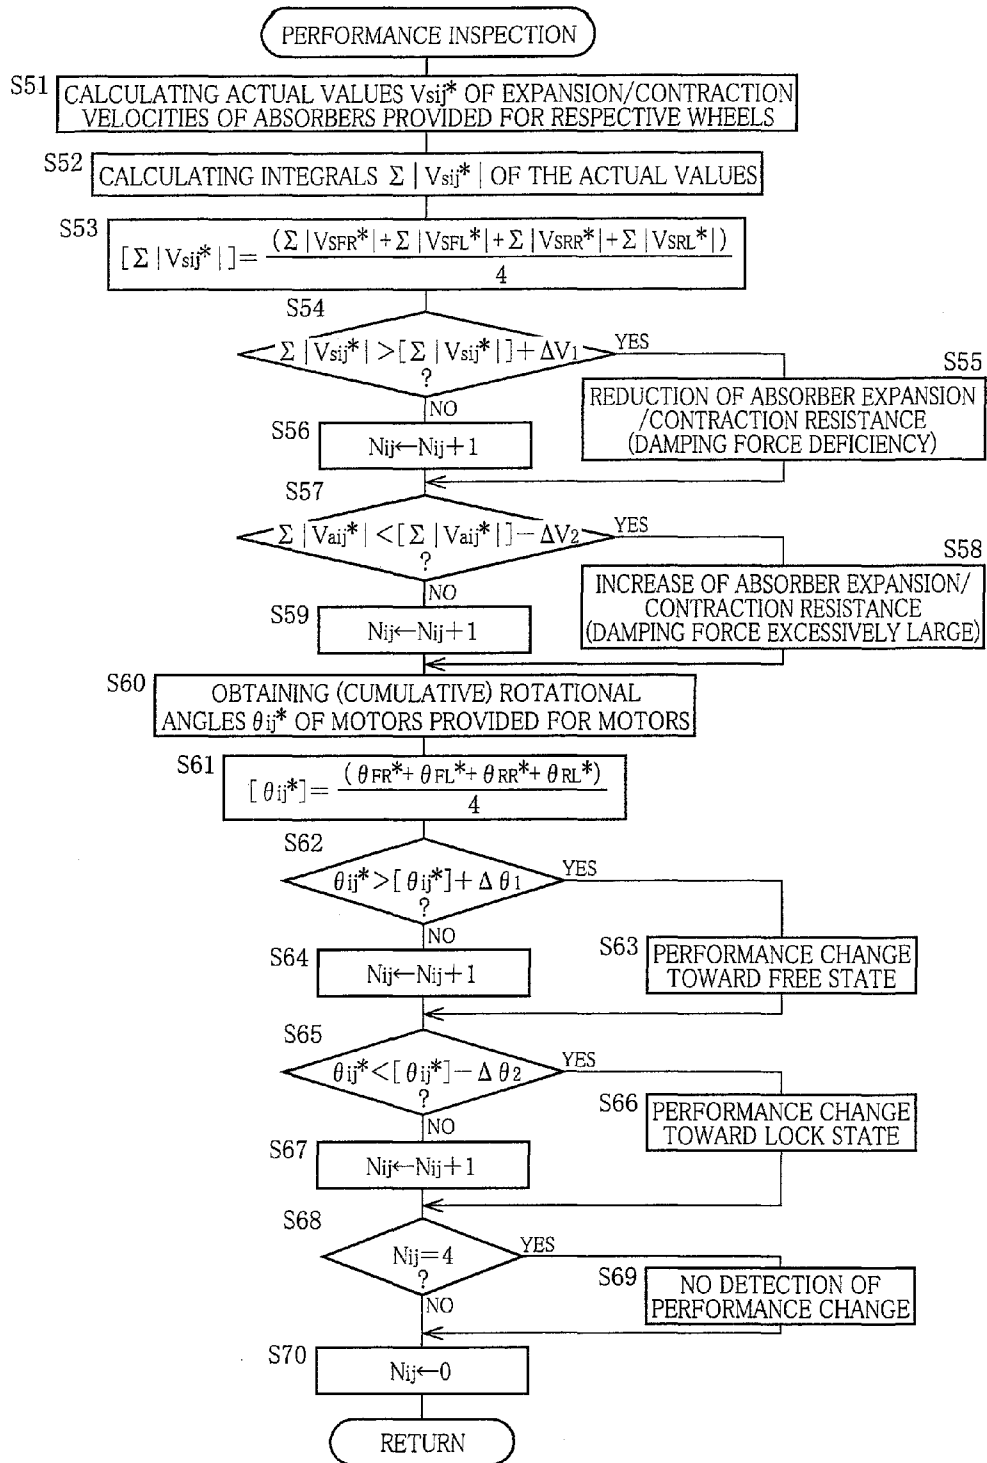 PERFORMANCE INSPECTION
S51
CALCULATING ACTUAL VALUES Vsij* OF EXPANSION/CONTRACTION
VELOCITIES OF ABSORBERS PROVIDED FOR RESPECTIVE WHEELS
S52
CALCULATING INTEGRALS Σ|Vsij*| OF THE ACTUAL VALUES
S53
[Σ|Vsij*|]= (Σ|VSFR*|+Σ|VSFL*|+Σ|VSRR*|+Σ|VSRL*|)
4
S54
Σ|Vsij*|>[Σ|Vsij*|]+ΔV1
?
YES
NO
S55
REDUCTION OF ABSORBER EXPANSION
/CONTRACTION RESISTANCE
(DAMPING FORCE DEFICIENCY)
S56
Nij←Nij+1
S57
Σ|Vaij*|<[Σ|Vaij*|]−ΔV2
?
YES
NO
S58
INCREASE OF ABSORBER EXPANSION/
CONTRACTION RESISTANCE
(DAMPING FORCE EXCESSIVELY LARGE)
S59
Nij←Nij+1
S60
OBTAINING (CUMULATIVE) ROTATIONAL
ANGLES θij* OF MOTORS PROVIDED FOR MOTORS
S61
[θij*]= (θFR*+θFL*+θRR*+θRL*)
4
S62
θij*>[θij*]+Δθ1
?
YES
NO
S63
PERFORMANCE CHANGE
TOWARD FREE STATE
S64
Nij←Nij+1
S65
θij*<[θij*]−Δθ2
?
YES
NO
S66
PERFORMANCE CHANGE
TOWARD LOCK STATE
S67
Nij←Nij+1
S68
Nij=4
?
YES
NO
S69
NO DETECTION OF
PERFORMANCE CHANGE
S70
Nij←0
RETURN